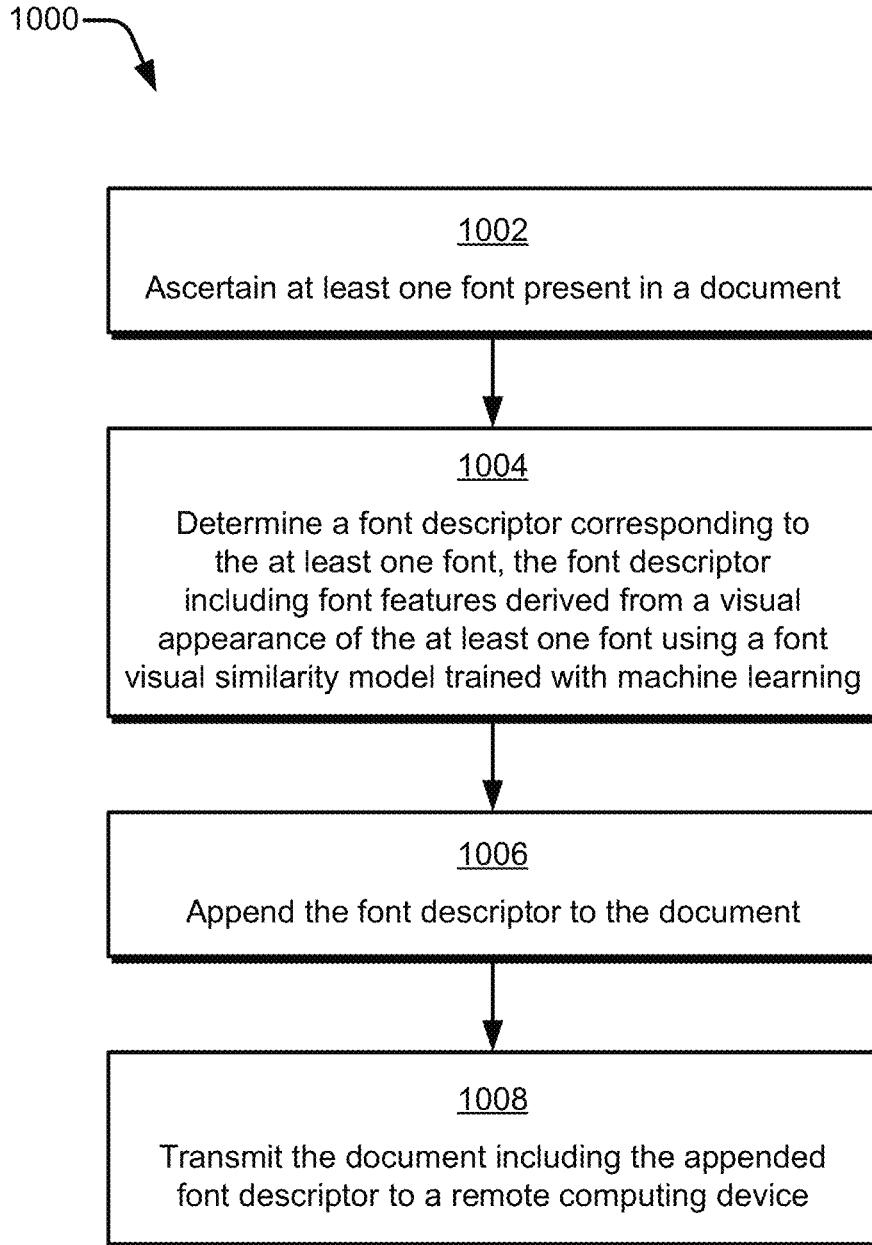 1000
1002
Ascertain at least one font present in a document
1004
Determine a font descriptor corresponding to
the at least one font, the font descriptor
including font features derived from a visual
appearance of the at least one font using a font
visual similarity model trained with machine learning
1006
Append the font descriptor to the document
1008
Transmit the document including the appended
font descriptor to a remote computing device